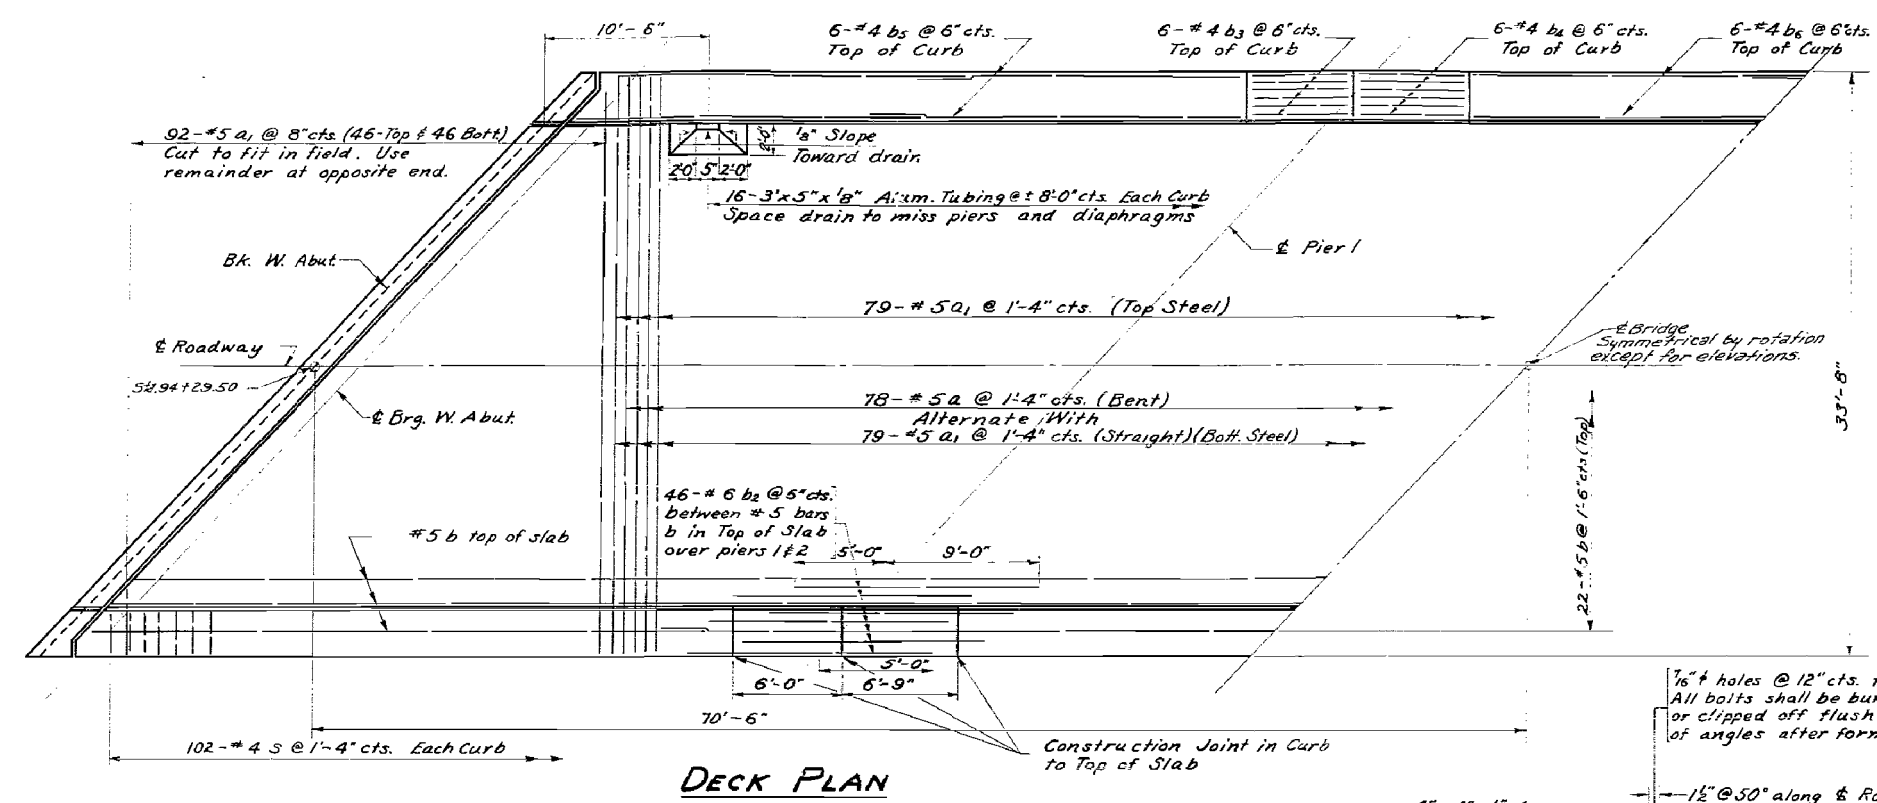 10'-6"
6-#4 b5 @ 6" cts.
Top of Curb
6-#4 b3 @ 6" cts.
Top of Curb
6-#4 b4 @ 6" cts.
Top of Curb
6-#4 b6 @ 6" cts.
Top of Curb
92-#5 a1 @ 8" cts. (46-Top & 46 Bott.)
Cut to fit in field. Use
remainder at opposite end.
2'-0"
1/8" Slope
Toward drain.
2'-0" 5" 2'-0"
16-3"x5"x1/8" Alum. Tubing @ ± 8'-0" cts. Each Curb
Space drain to miss piers and diaphragms
Bk. W. Abut.
℄ Pier 1
79-#5 a1 @ 1'-4" cts. (Top Steel)
℄ Roadway
℄ Bridge
Symmetrical by rotation
except for elevations.
94+29.50
33'-8"
78-#5 a @ 1'-4" cts. (Bent)
Alternate With
79-#5 a1 @ 1'-4" cts. (Straight)(Bott. Steel)
℄ Brg. W. Abut.
22-#5 b @ 1'-6" cts (Top)
46-#6 b2 @ 5" cts.
between #5 bars
b in Top of Slab
over piers 1 & 2
#5 b top of slab
5'-0"
9'-0"
5'-0"
6'-0"
6'-9"
70'-6"
102-#4 s @ 1'-4" cts. Each Curb
Construction Joint in Curb
to Top of Slab
DECK PLAN
7/16" ϕ holes @ 12" cts.
All bolts shall be
or clipped off flush
of angles after
1½" @ 50° along ℄